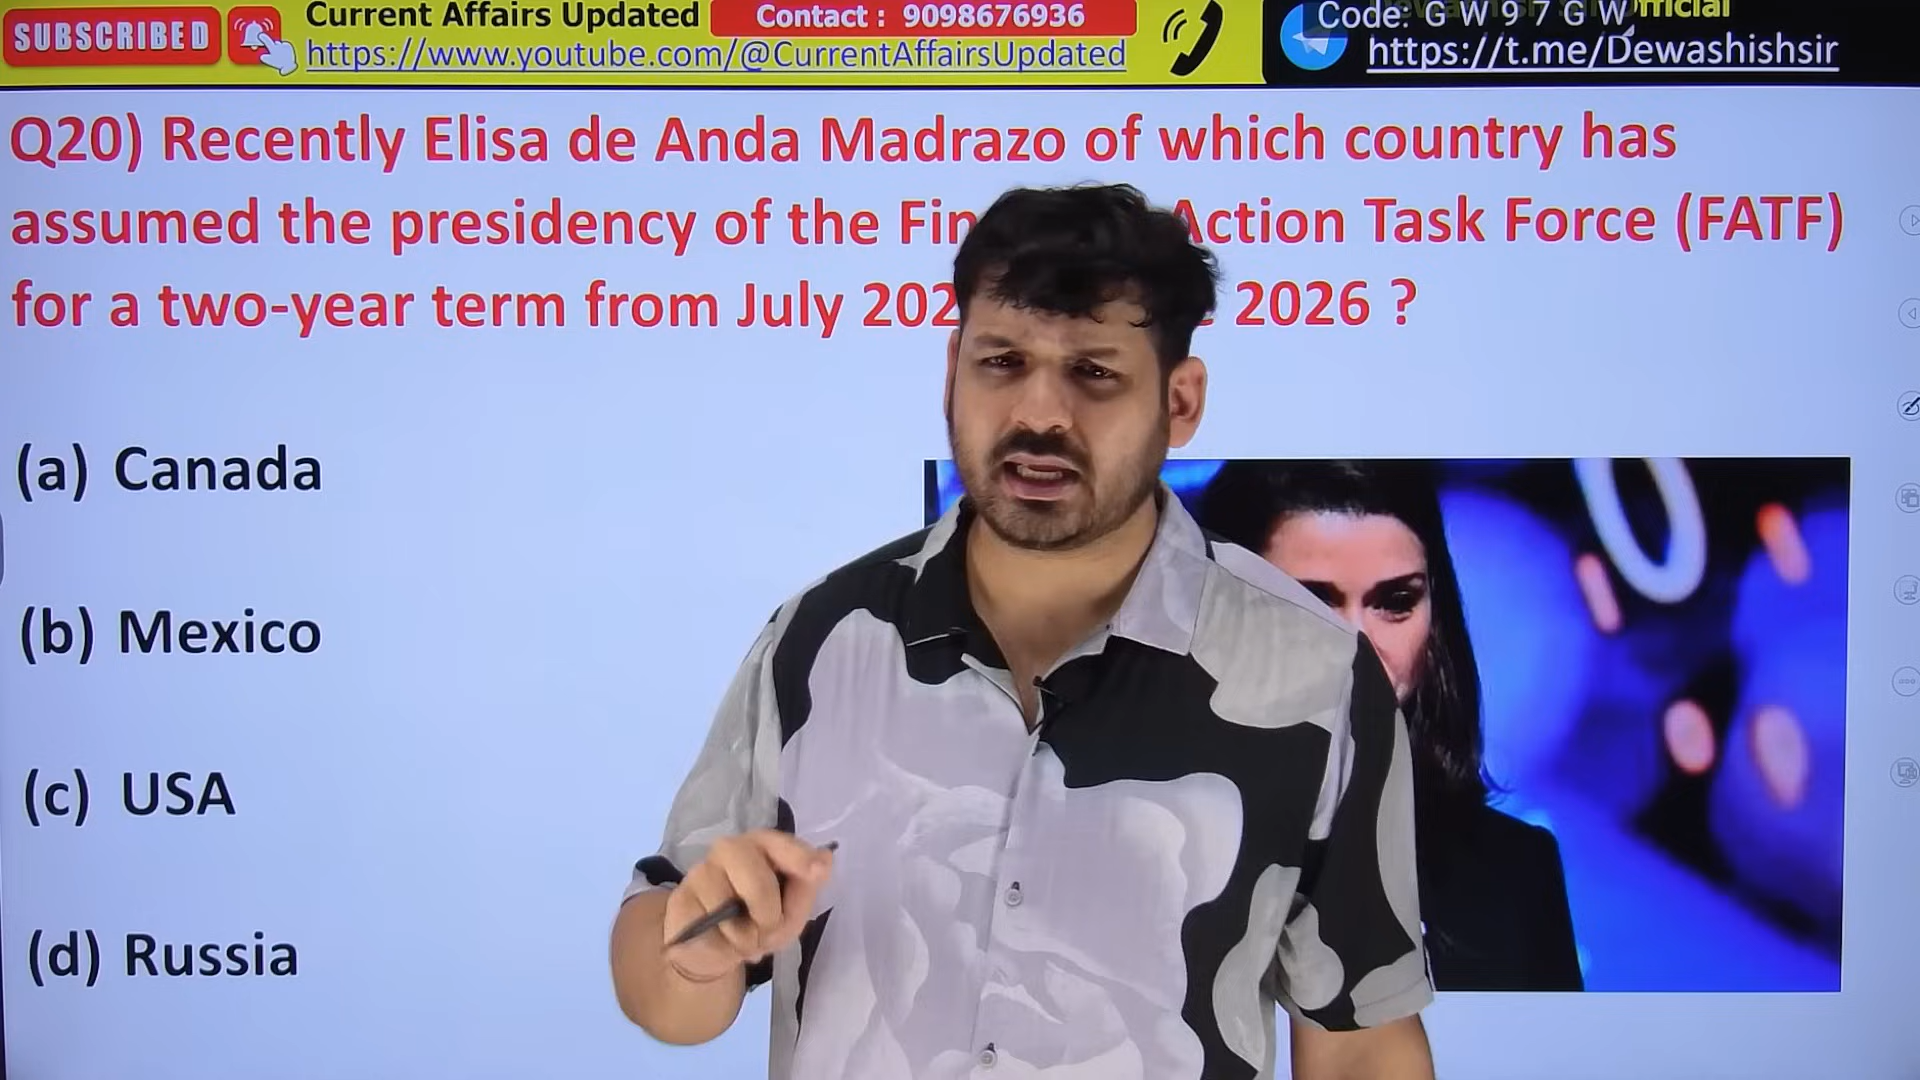 SUBSCRIBED
Current Affairs Updated
https://www.youtube.com/@CurrentAffairsUpdated
Contact : 9098676936
Code: G W 9 7 G W
https://t.me/Dewashishsir
Q20) Recently Elisa de Anda Madrazo of which country has
assumed the presidency of the Action Task Force (FATF)
for a two-year term from July 2026 ?
(a) Canada
(b) Mexico
(c) USA
(d) Russia